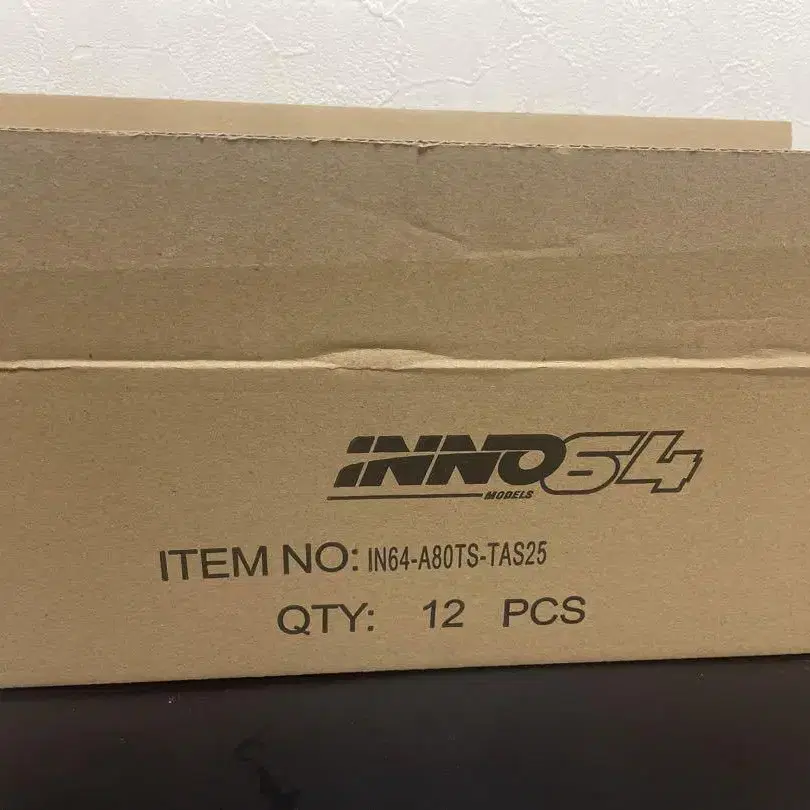 INNO64
MODELS
ITEM NO: IN64-A80TS-TAS25
QTY: 12 PCS